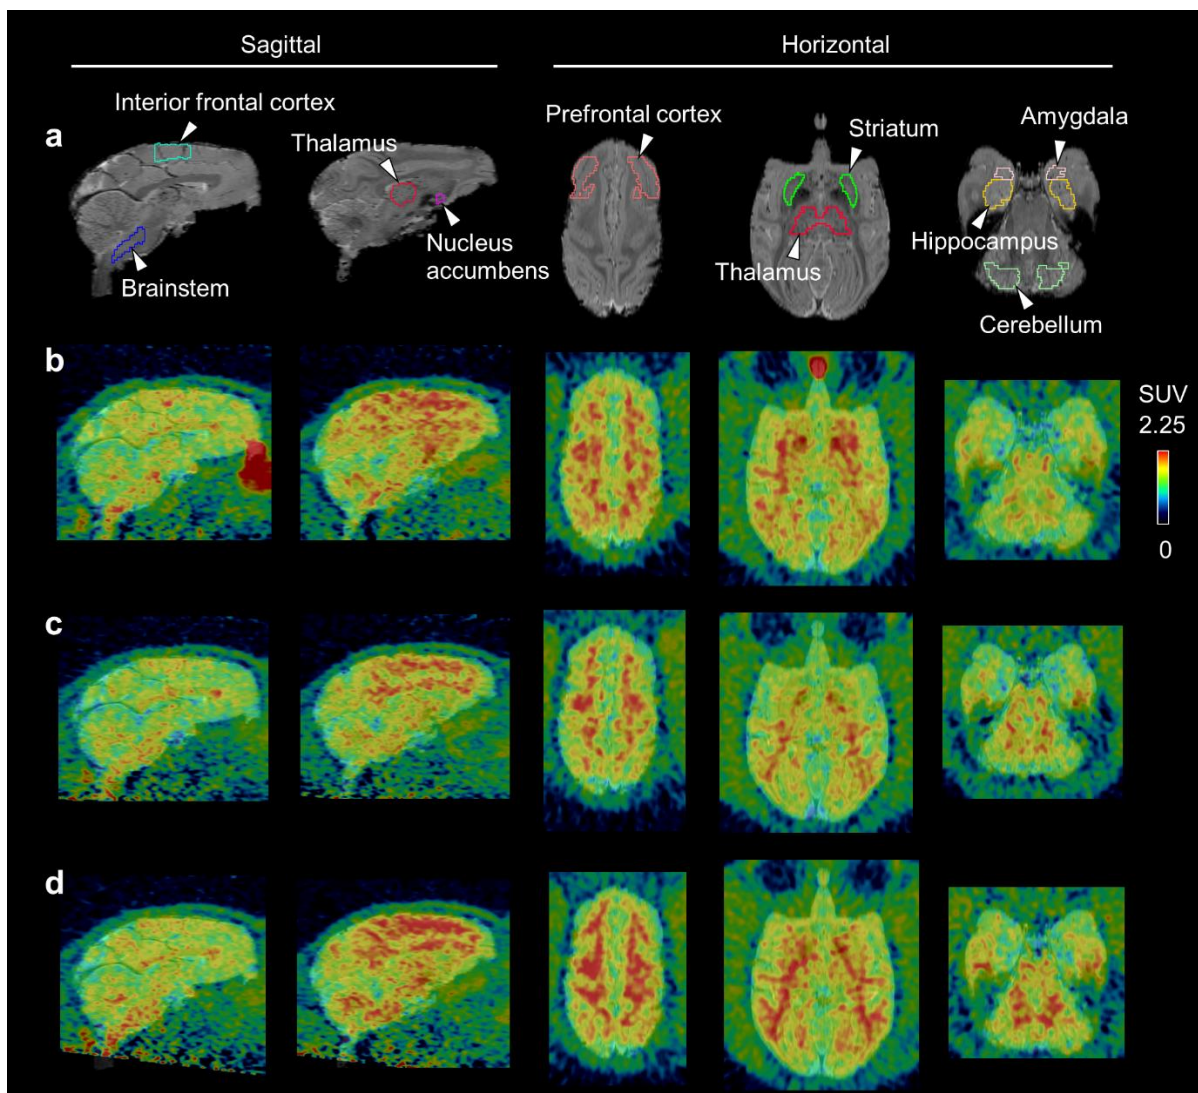 Sagittal
Horizontal
a
Interior frontal cortex
Thalamus
Nucleus
accumbens
Brainstem
Prefrontal cortex
Striatum
Amygdala
Thalamus
Hippocampus
Cerebellum
b
SUV
2.25
0
c
d